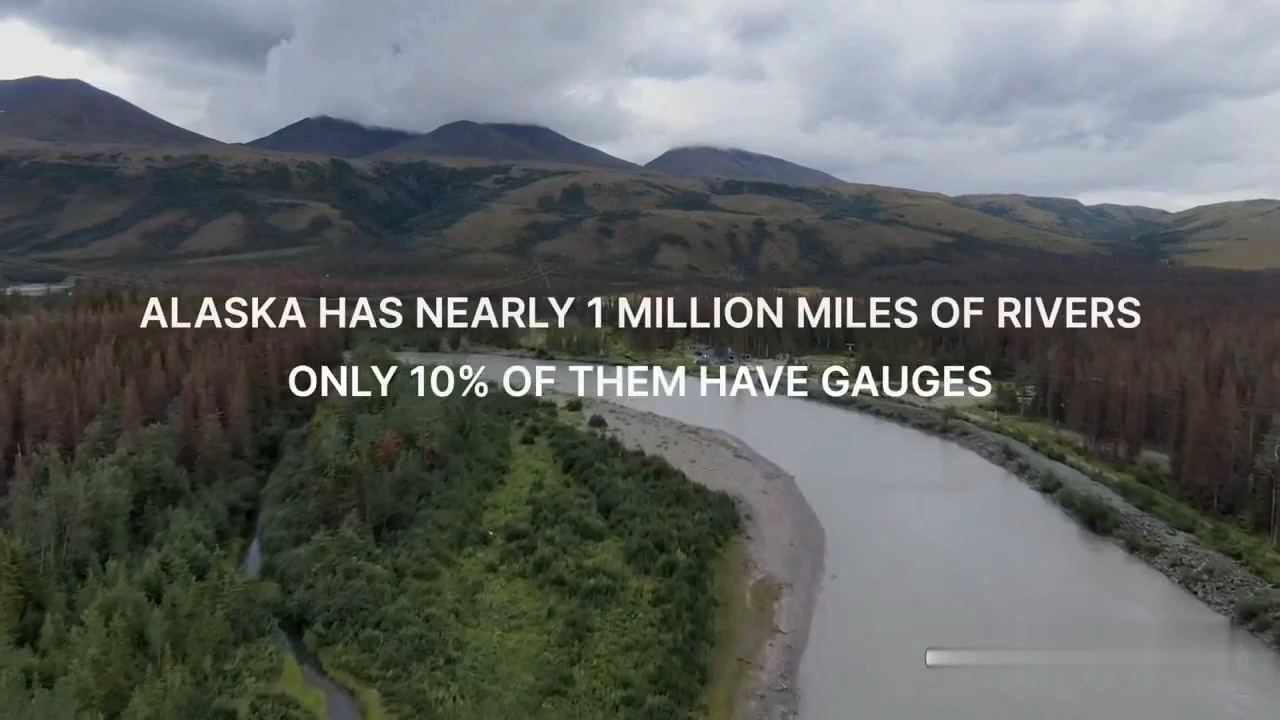 ALASKA HAS NEARLY 1 MILLION MILES OF RIVERS
ONLY 10% OF THEM HAVE GAUGES